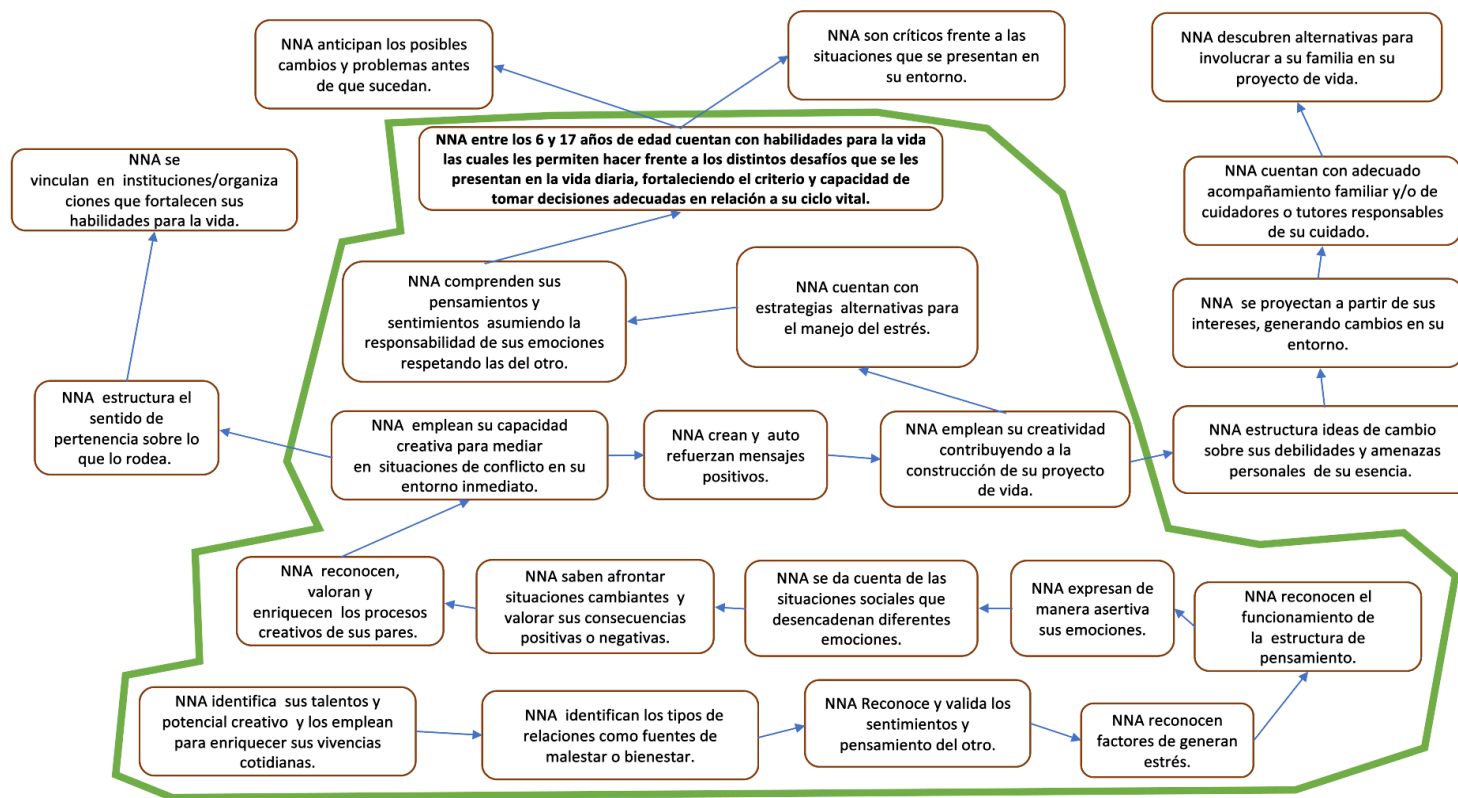 NNA anticipan los posibles
cambios y problemas antes
de que sucedan.
NNA son críticos frente a las
situaciones que se presentan en
su entorno.
NNA descubren alternativas para
involucrar a su familia en su
proyecto de vida.
NNA entre los 6 y 17 años de edad cuentan con habilidades para la vida
las cuales les permiten hacer frente a los distintos desafíos que se les
presentan en la vida diaria, fortaleciendo el criterio y capacidad de
tomar decisiones adecuadas en relación a su ciclo vital.
NNA se
vinculan en instituciones/organiza
ciones que fortalecen sus
habilidades para la vida.
NNA cuentan con adecuado
acompañamiento familiar y/o de
cuidadores o tutores responsables
de su cuidado.
NNA comprenden sus
pensamientos y
sentimientos asumiendo la
responsabilidad de sus emociones
respetando las del otro.
NNA cuentan con
estrategias alternativas para
el manejo del estrés.
NNA se proyectan a partir de sus
intereses, generando cambios en su
entorno.
NNA estructura el
sentido de
pertenencia sobre lo
que lo rodea.
NNA emplean su capacidad
creativa para mediar
en situaciones de conflicto en su
entorno inmediato.
NNA crean y auto
refuerzan mensajes
positivos.
NNA emplean su creatividad
contribuyendo a la
construcción de su proyecto
de vida.
NNA estructura ideas de cambio
sobre sus debilidades y amenazas
personales de su esencia.
NNA reconocen,
valoran y
enriquecen los procesos
creativos de sus pares.
NNA saben afrontar
situaciones cambiantes y
valorar sus consecuencias
positivas o negativas.
NNA se da cuenta de las
situaciones sociales que
desencadenan diferentes
emociones.
NNA expresan de
manera asertiva
sus emociones.
NNA reconocen el
funcionamiento de
la estructura de
pensamiento.
NNA identifica sus talentos y
potencial creativo y los emplean
para enriquecer sus vivencias
cotidianas.
NNA identifican los tipos de
relaciones como fuentes de
malestar o bienestar.
NNA Reconoce y valida los
sentimientos y
pensamiento del otro.
NNA reconocen
factores de generan
estrés.